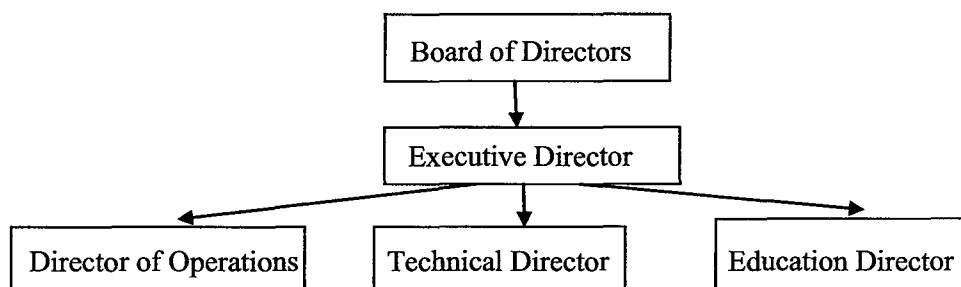 Board of Directors
Executive Director
Director of Operations
Technical Director
Education Director